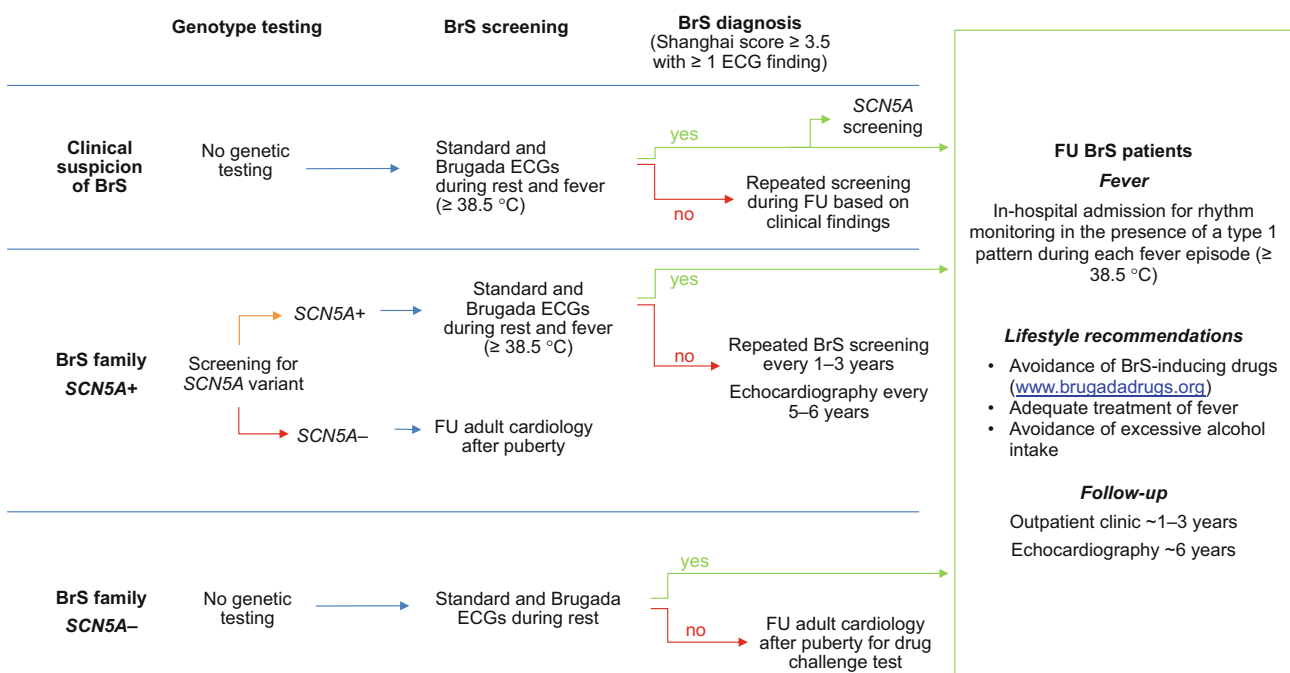 Genotype testing
BrS screening
BrS diagnosis
(Shanghai score ≥ 3.5
with ≥ 1 ECG finding)
Clinical
suspicion
of BrS
No genetic
testing
Standard and
Brugada ECGs
during rest and fever
(≥ 38.5 °C)
yes
SCN5A
screening
no
Repeated screening
during FU based on
clinical findings
BrS family
SCN5A+
Screening for
SCN5A variant
SCN5A+
Standard and
Brugada ECGs
during rest and fever
(≥ 38.5 °C)
yes
no
Repeated BrS screening
every 1–3 years
Echocardiography every
5–6 years
SCN5A–
FU adult cardiology
after puberty
BrS family
SCN5A–
No genetic
testing
Standard and Brugada
ECGs during rest
yes
no
FU adult cardiology
after puberty for drug
challenge test
FU BrS patients
Fever
In-hospital admission for rhythm
monitoring in the presence of a type 1
pattern during each fever episode (≥
38.5 °C)
Lifestyle recommendations
• Avoidance of BrS-inducing drugs
(www.brugadadrugs.org)
• Adequate treatment of fever
• Avoidance of excessive alcohol
intake
Follow-up
Outpatient clinic ~1–3 years
Echocardiography ~6 years